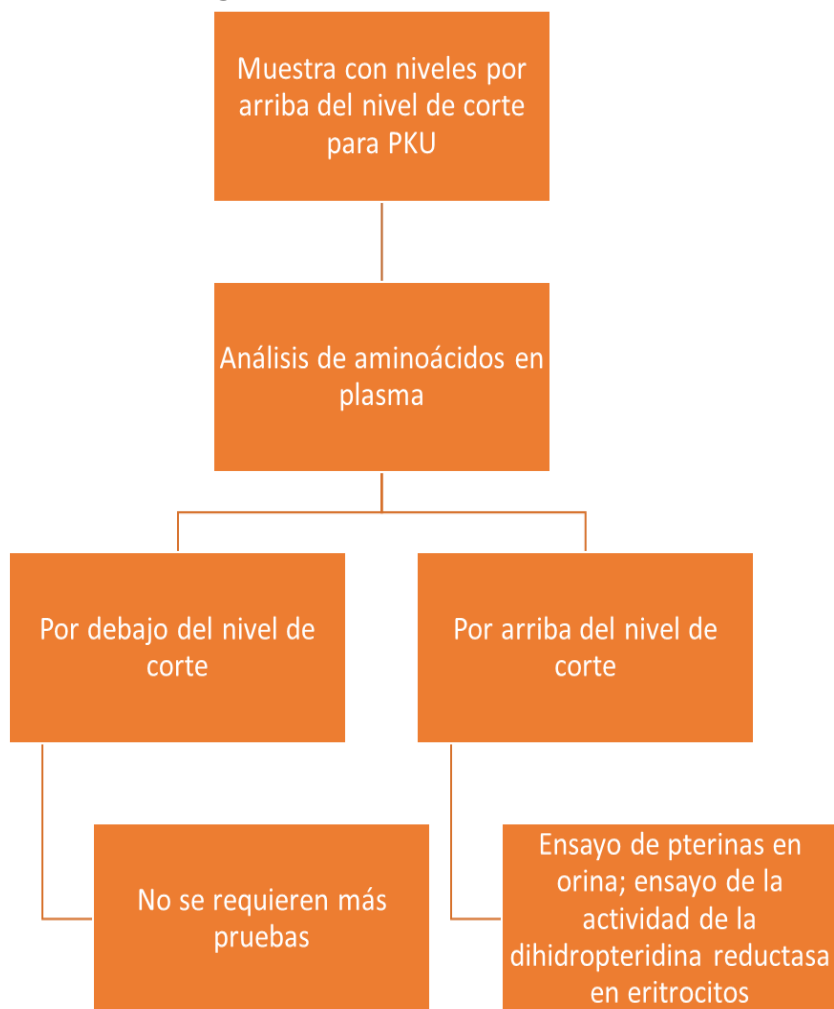 Muestra con niveles por
arriba del nivel de corte
para PKU
Análisis de aminoácidos en
plasma
Por debajo del nivel de
corte
Por arriba del nivel de
corte
No se requieren más
pruebas
Ensayo de pterinas en
orina; ensayo de la
actividad de la
dihidropteridina reductasa
en eritrocitos